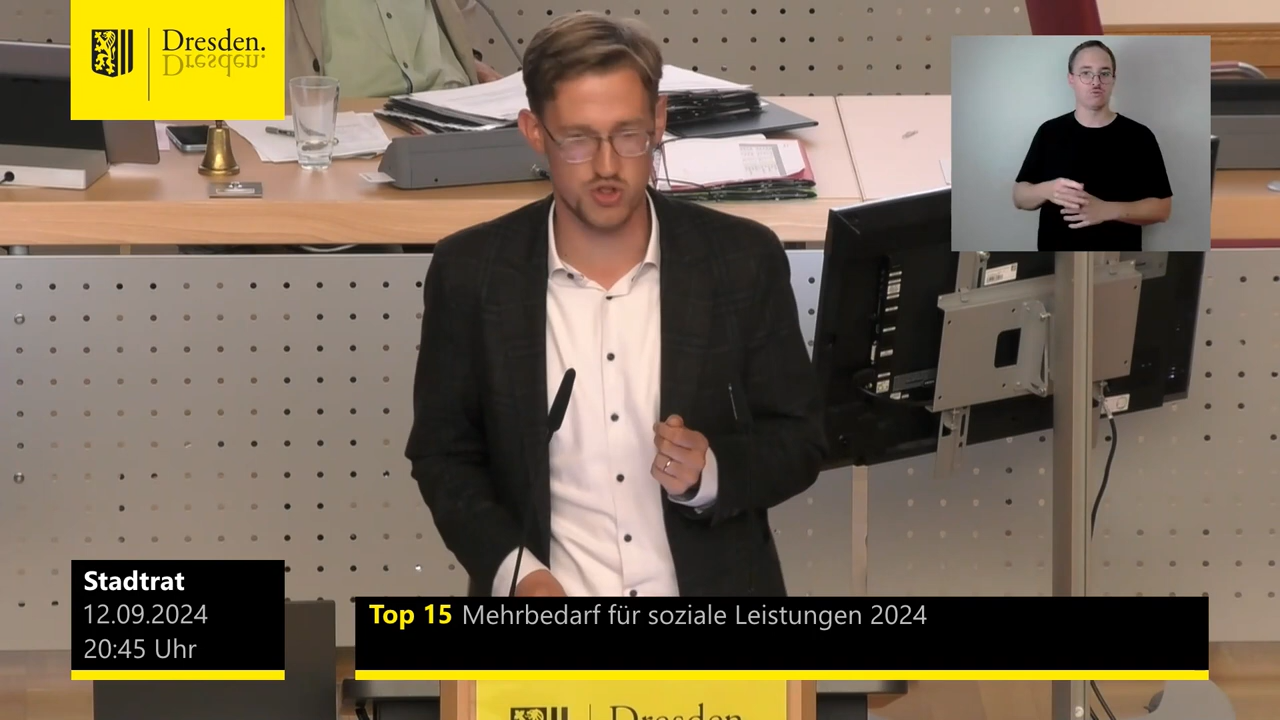 Dresden.
Dresden.
Stadtrat
12.09.2024
20:45 Uhr
Top 15 Mehrbedarf für soziale Leistungen 2024
Dresden.